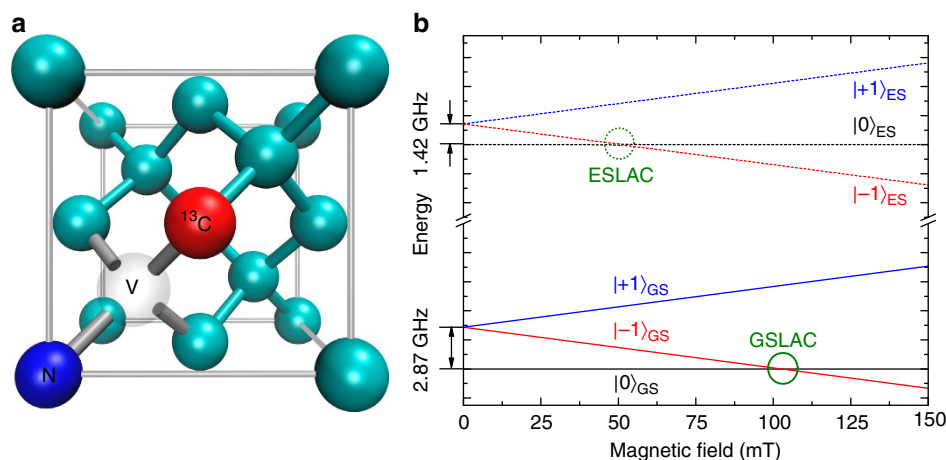 a
13C
V
N
b
Energy
1.42 GHz
2.87 GHz
|+1⟩ES
|0⟩ES
ESLAC
|−1⟩ES
|+1⟩GS
|−1⟩GS
GSLAC
|0⟩GS
0 25 50 75 100 125 150
Magnetic field (mT)